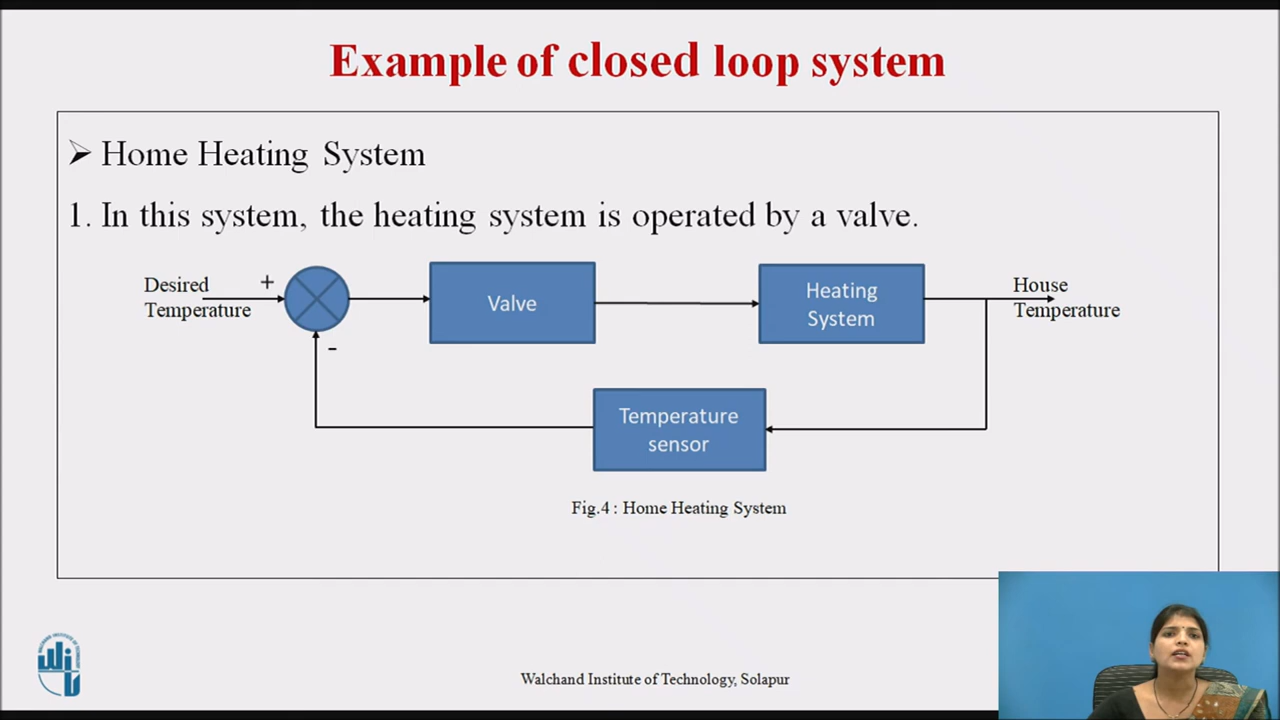 Example of closed loop system
➢ Home Heating System
1. In this system, the heating system is operated by a valve.
Desired
Temperature
+
-
Valve
Heating
System
House
Temperature
Temperature
sensor
Fig.4 : Home Heating System
Walchand Institute of Technology, Solapur